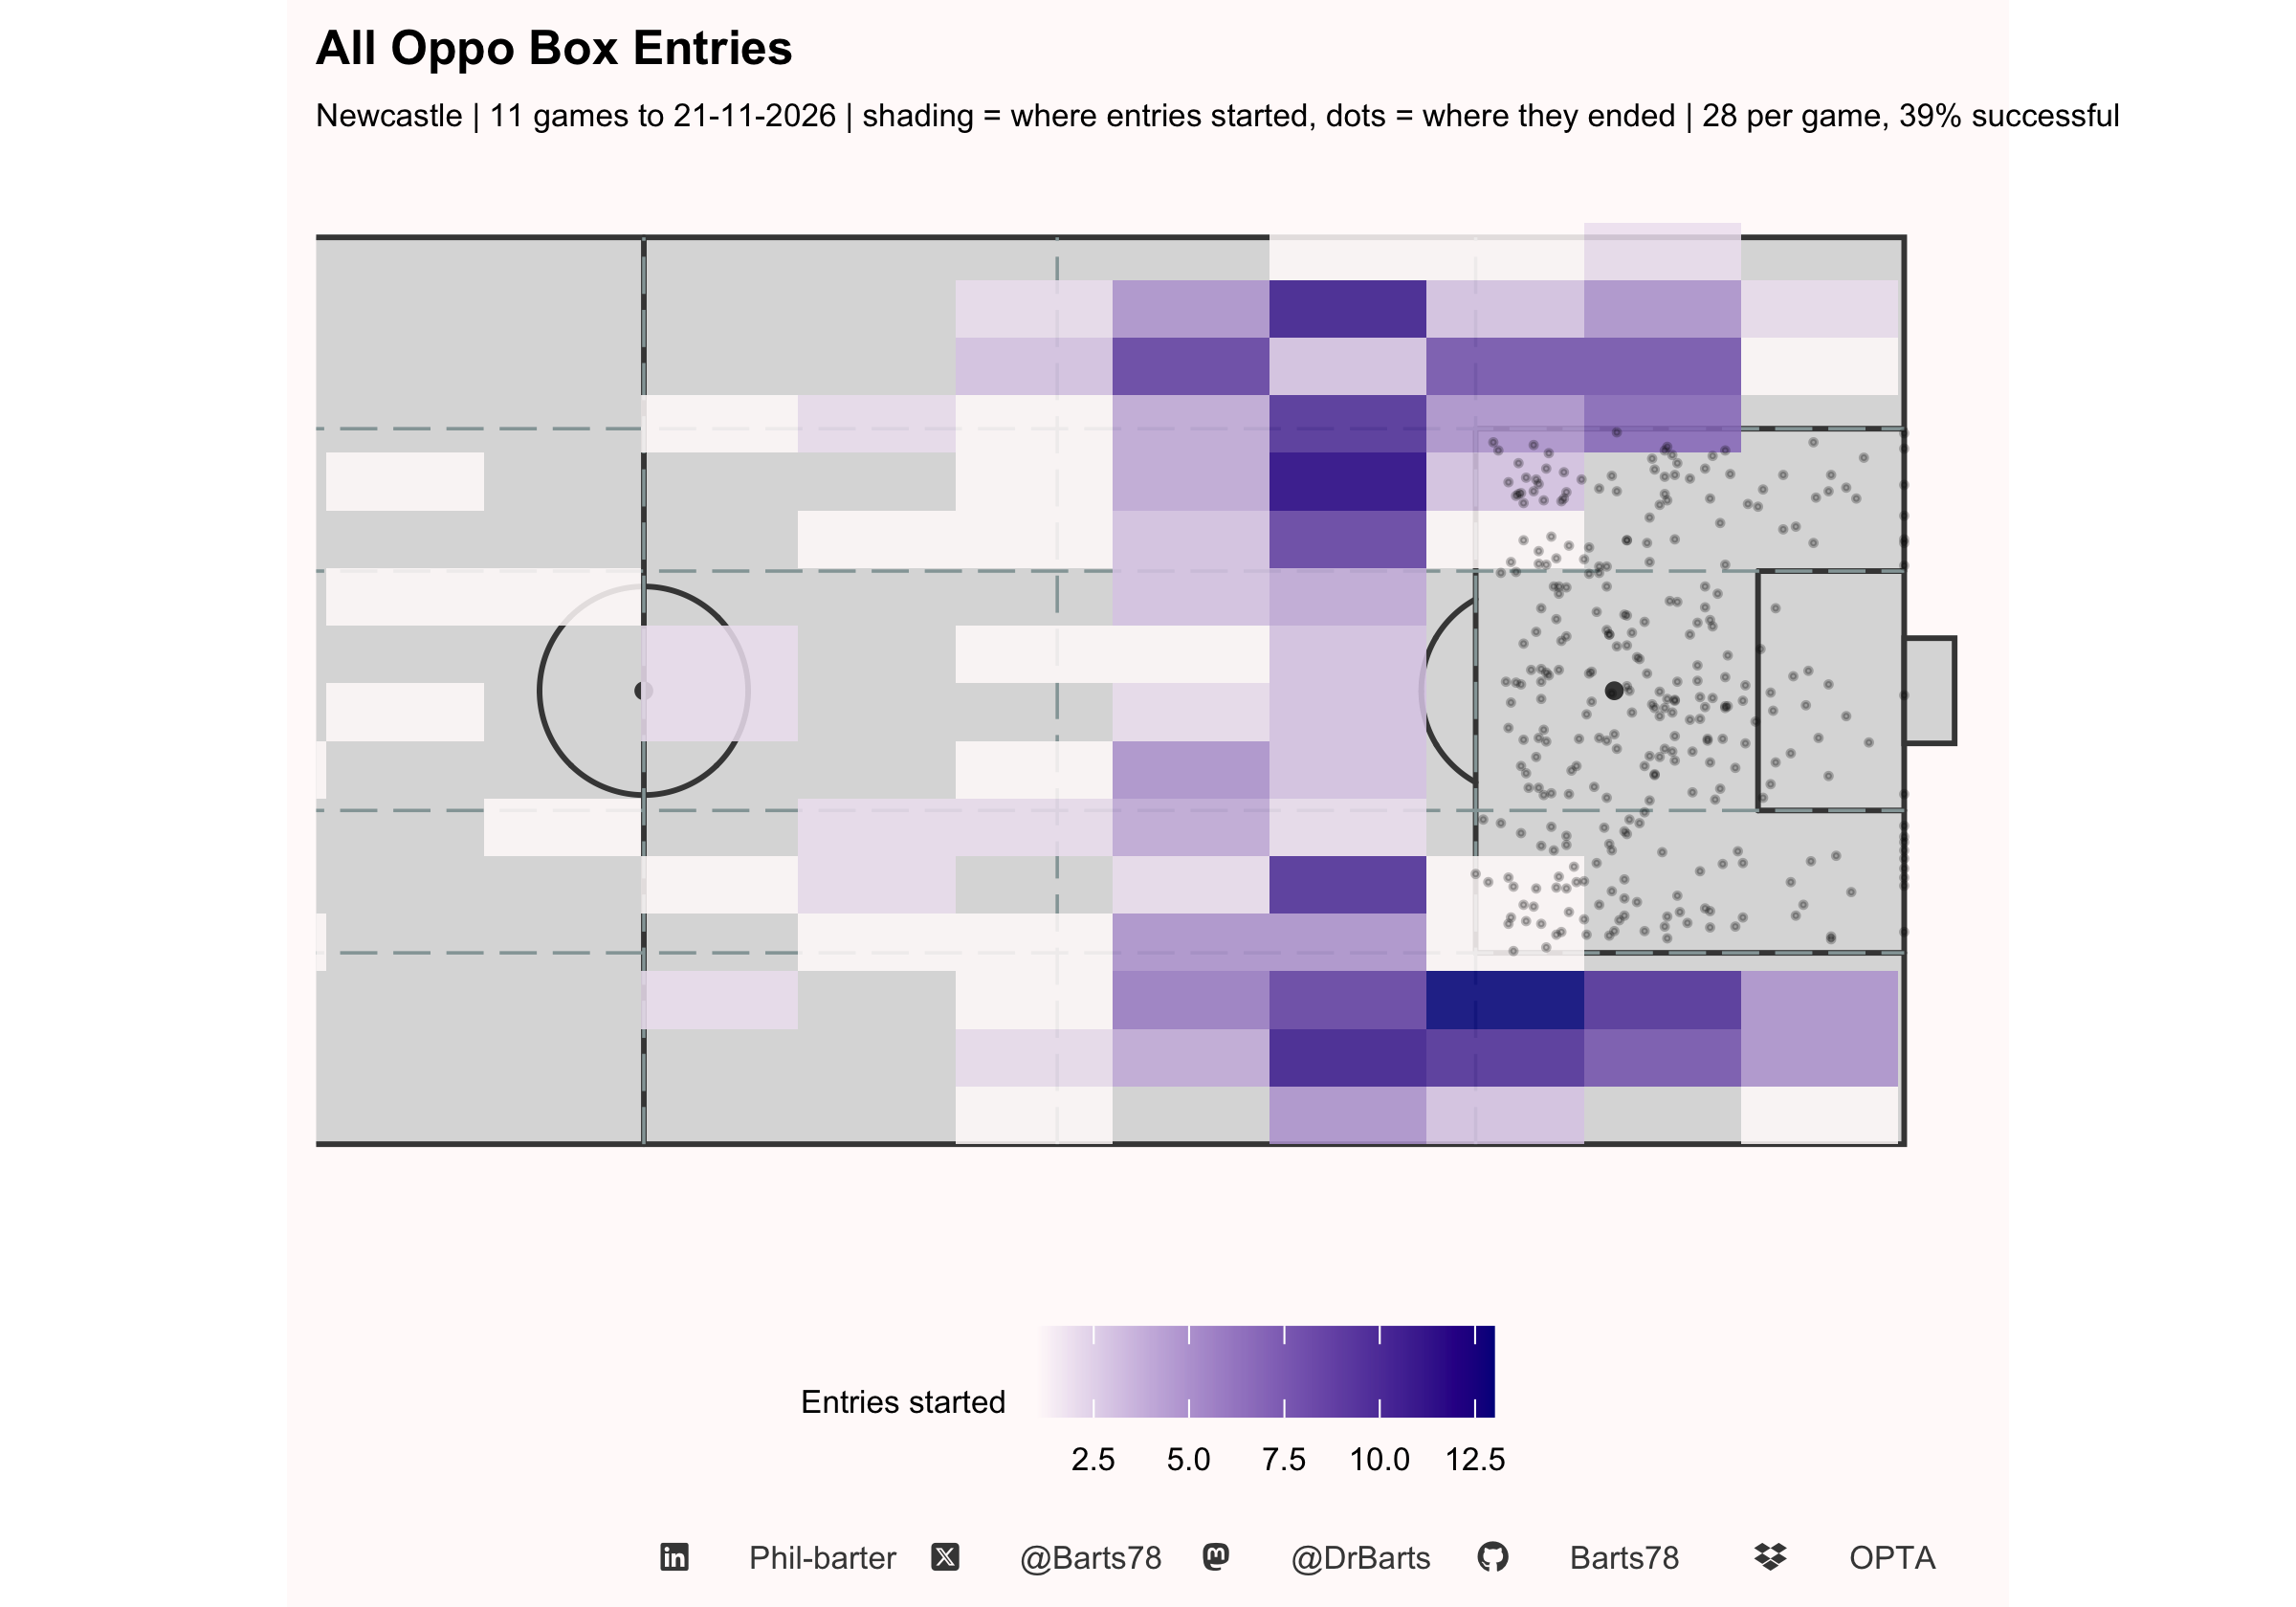 All Oppo Box Entries
Newcastle | 11 games to 21-11-2026 | shading = where entries started, dots = where they ended | 28 per game, 39% successful
Entries started
2.5 5.0 7.5 10.0 12.5
Phil-barter @Barts78 @DrBarts Barts78 OPTA